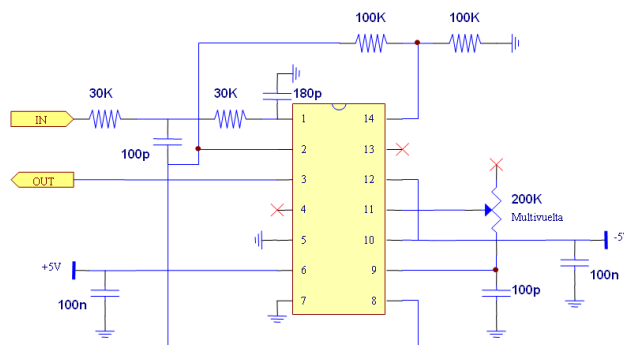 100K 100K
30K 30K 180p
IN 1 14
100p 2 13
OUT 3 12 200K
4 11 Multivuelta
5 10 -5V
+5V 6 9 100p 100n
100n 7 8